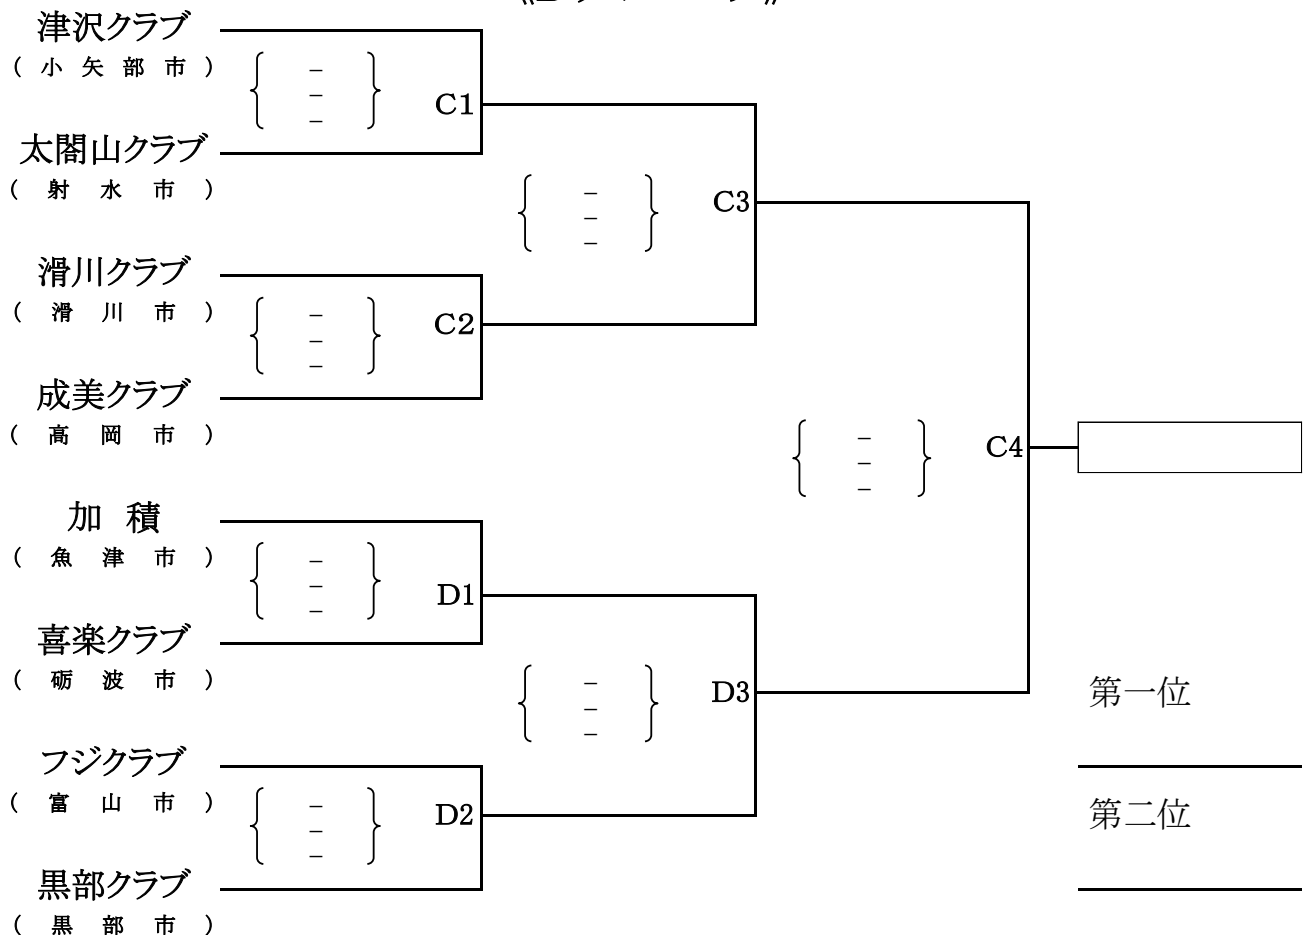 津沢クラブ
(小矢部市)
{ - - - } C1
太閤山クラブ
(射水市)
{ - - - } C3
滑川クラブ
(滑川市)
{ - - - } C2
成美クラブ
(高岡市)
{ - - - } C4
加積
(魚津市)
{ - - - } D1
喜楽クラブ
(砺波市)
{ - - - } D3
第一位
フジクラブ
(富山市)
{ - - - } D2
第二位
黒部クラブ
(黒部市)